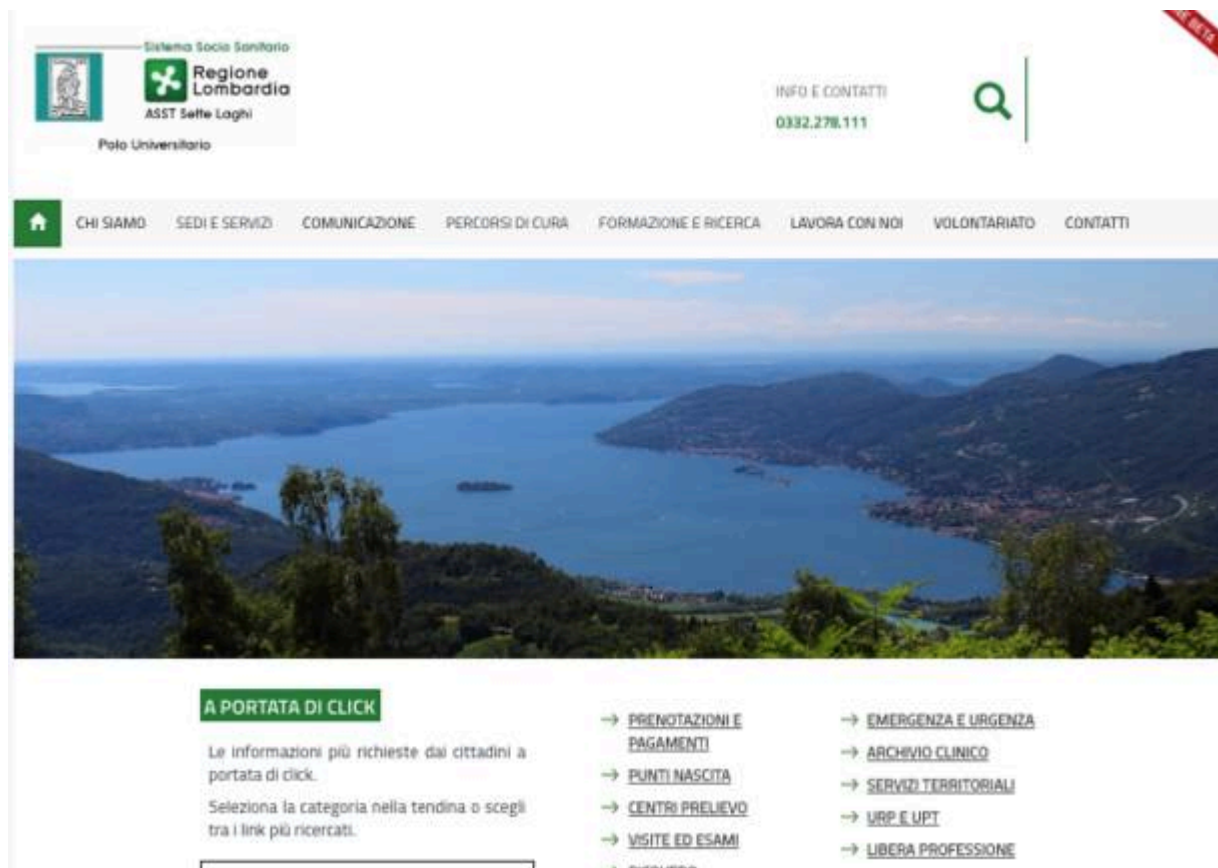 Sistema Socio Sanitario
Regione
Lombardia
ASST Sette Laghi
Polo Universitario
INFO E CONTATTI
0332.278.111
BETA
CHI SIAMO
SEDI E SERVIZI
COMUNICAZIONE
PERCORSI DI CURA
FORMAZIONE E RICERCA
LAVORA CON NOI
VOLONTARIATO
CONTATTI
A PORTATA DI CLICK
Le informazioni più richieste dai cittadini a
portata di click.
Seleziona la categoria nella tendina o scegli
tra i link più ricercati.
PRENOTAZIONI E
PAGAMENTI
PUNTI NASCITA
CENTRI PRELIEVO
VISITE ED ESAMI
EMERGENZA E URGENZA
ARCHIVIO CLINICO
SERVIZI TERRITORIALI
URP E UPT
LIBERA PROFESSIONE